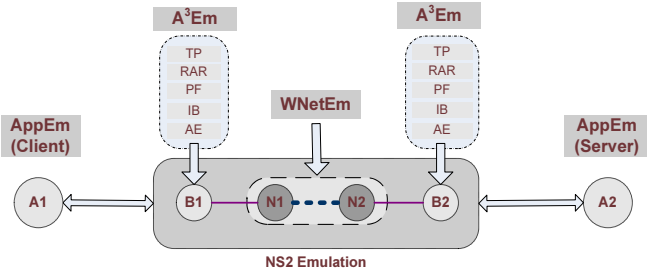 A³Em
A³Em
TP
RAR
PF
IB
AE
TP
RAR
PF
IB
AE
WNetEm
AppEm
(Client)
AppEm
(Server)
A1
B1
N1
N2
B2
A2
NS2 Emulation